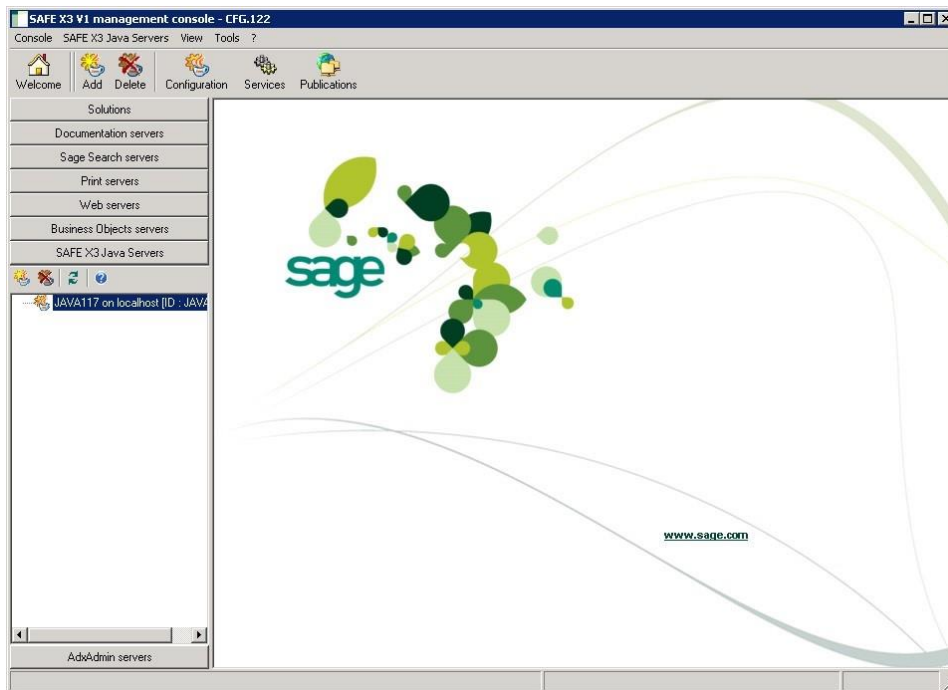 SAFE X3 V1 management console - CFG.122
Console SAFE X3 Java Servers View Tools ?
Welcome Add Delete Configuration Services Publications
Solutions
Documentation servers
Sage Search servers
Print servers
Web servers
Business Objects servers
SAFE X3 Java Servers
JAVA117 on localhost [ID : JAVA
sage
www.sage.com
AdxAdmin servers